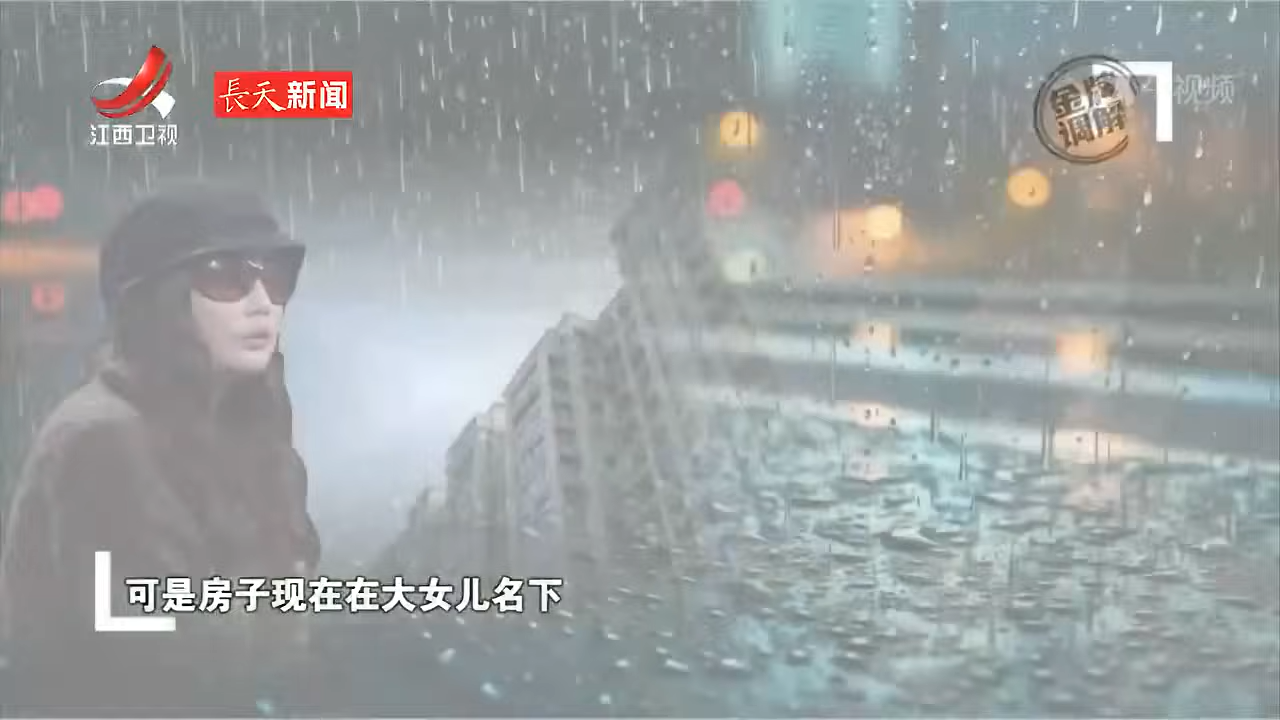 江西卫视
長天新闻
金牌
调解
视频
可是房子现在在大女儿名下